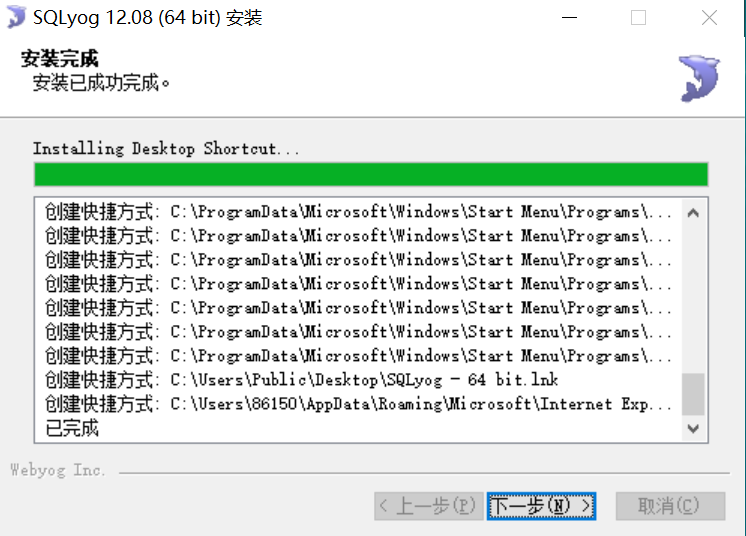 SQLyog 12.08 (64 bit) 安装
安装完成
安装已成功完成。
Installing Desktop Shortcut...
创建快捷方式: C:\ProgramData\Microsoft\Windows\Start Menu\Programs\...
创建快捷方式: C:\ProgramData\Microsoft\Windows\Start Menu\Programs\...
创建快捷方式: C:\ProgramData\Microsoft\Windows\Start Menu\Programs\...
创建快捷方式: C:\ProgramData\Microsoft\Windows\Start Menu\Programs\...
创建快捷方式: C:\ProgramData\Microsoft\Windows\Start Menu\Programs\...
创建快捷方式: C:\ProgramData\Microsoft\Windows\Start Menu\Programs\...
创建快捷方式: C:\ProgramData\Microsoft\Windows\Start Menu\Programs\...
创建快捷方式: C:\Users\Public\Desktop\SQLyog - 64 bit.lnk
创建快捷方式: C:\Users\86150\AppData\Roaming\Microsoft\Internet Exp...
已完成
Webyog Inc.
< 上一步(P) 下一步(N) > 取消(C)